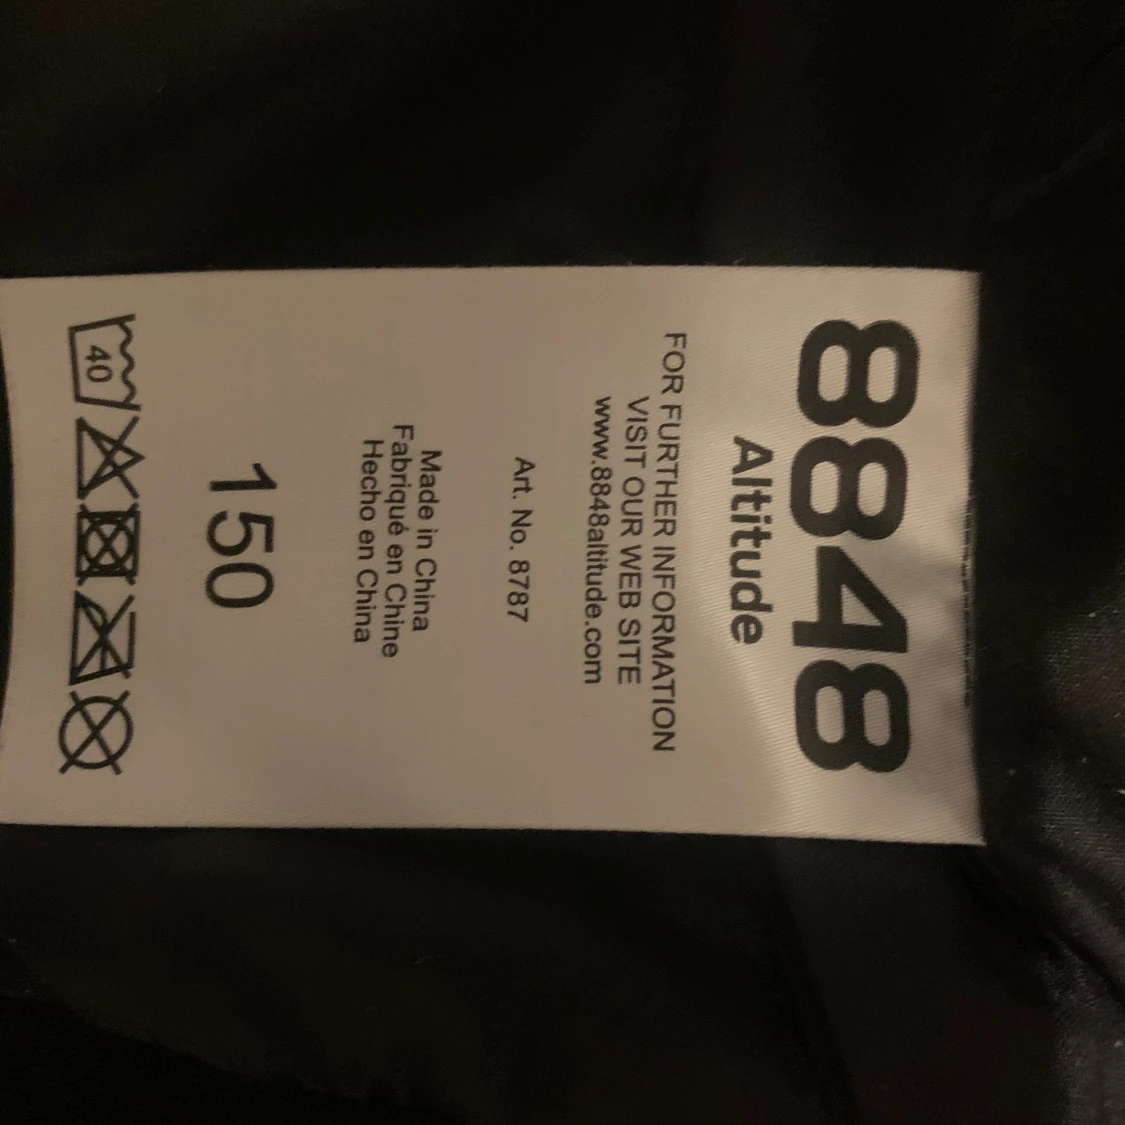 8848
Altitude
FOR FURTHER INFORMATION
VISIT OUR WEB SITE
www.8848altitude.com
Art. No. 8787
Made in China
Fabriqué en Chine
Hecho en China
150
40